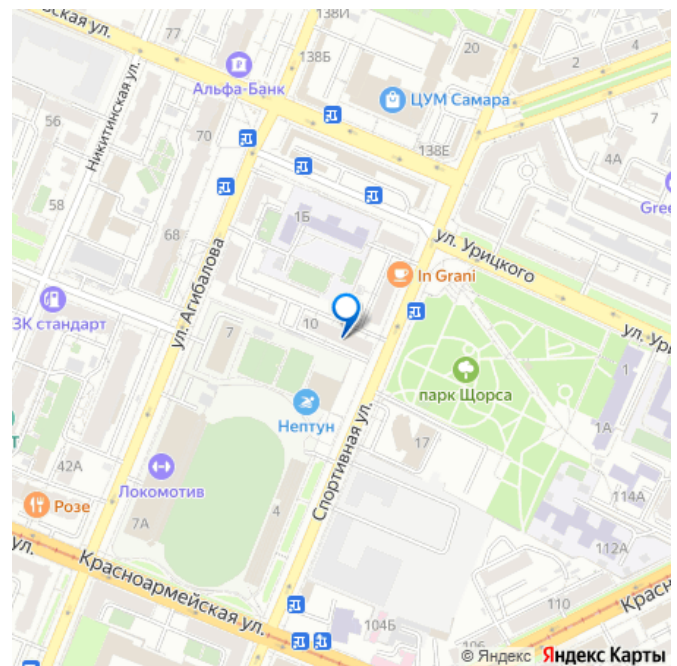 138И
20
4
2
вская ул.
77
138Б
Альфа-Банк
ЦУМ Самара
7
Никитинская ул.
56
70
138Е
4А
58
1Б
Gree
68
ул. Урицкого
In Grani
ул. Агибалова
ЗК стандарт
10
7
ул. Ури
1
парк Щорса
Нептун
Спортивная ул.
17
1А
Т
42А
Локомотив
114А
Розе
4
7А
ул.
112А
Красноармейская ул.
Красн
110
104Б
106
© Яндекс Яндекс Карты